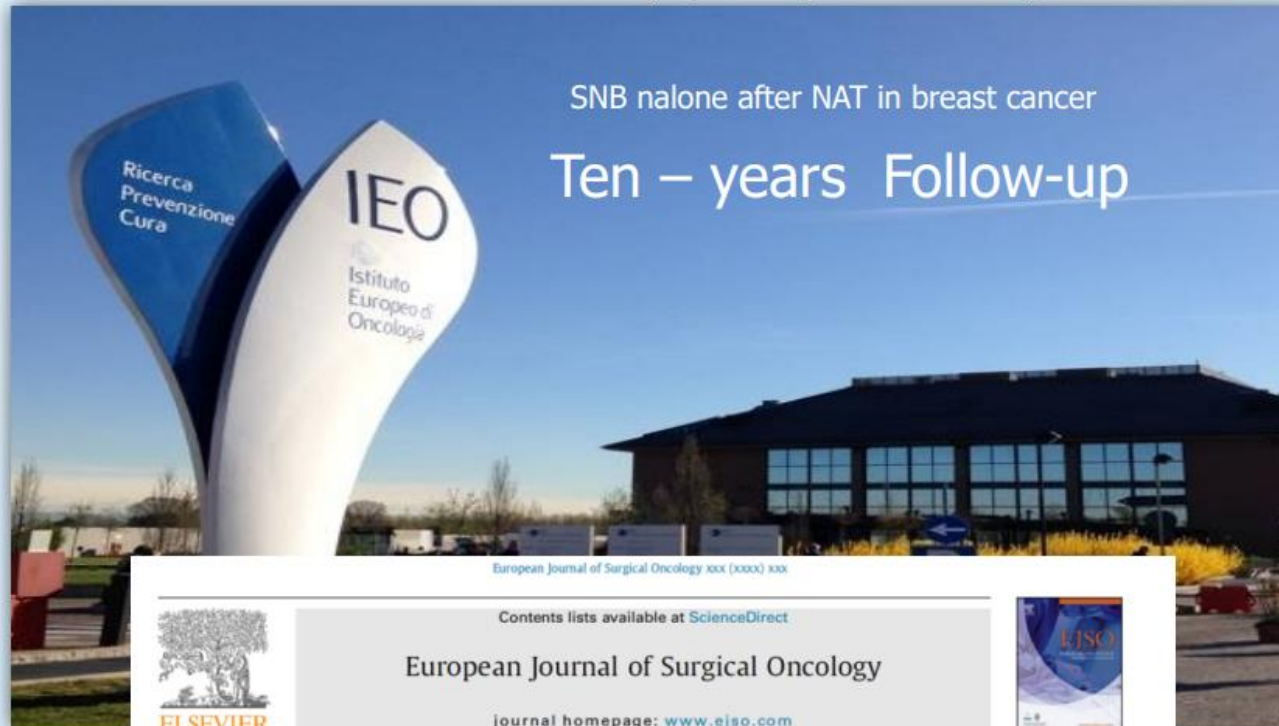 SNB nalone after NAT in breast cancer
Ten – years Follow-up
Ricerca
Prevenzione
Cura
IEO
Istituto
Europeo di
Oncologia
European Journal of Surgical Oncology xxx (xxxx) xxx
Contents lists available at ScienceDirect
European Journal of Surgical Oncology
journal homepage: www.ejso.com
ELSEVIER
EJSO